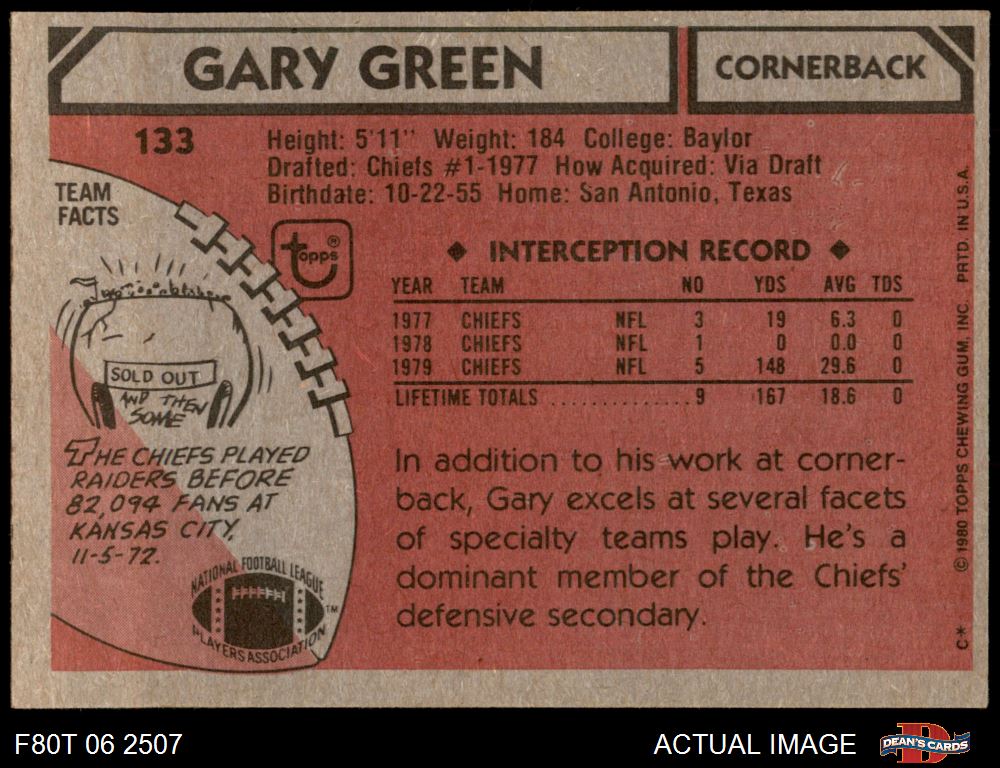 GARY GREEN
CORNERBACK
133
Height: 5'11" Weight: 184 College: Baylor
Drafted: Chiefs #1-1977 How Acquired: Via Draft
Birthdate: 10-22-55 Home: San Antonio, Texas
TEAM
FACTS
topps®
◆ INTERCEPTION RECORD ◆
YEAR TEAM NO YDS AVG TDS
1977 CHIEFS NFL 3 19 6.3 0
1978 CHIEFS NFL 1 0 0.0 0
1979 CHIEFS NFL 5 148 29.6 0
LIFETIME TOTALS ..............9 167 18.6 0
SOLD OUT
AND THEN
SOME
THE CHIEFS PLAYED
RAIDERS BEFORE
82,094 FANS AT
KANSAS CITY,
11-5-72.
NATIONAL FOOTBALL LEAGUE
PLAYERS ASSOCIATION
TM
In addition to his work at corner-
back, Gary excels at several facets
of specialty teams play. He's a
dominant member of the Chiefs'
defensive secondary.
© 1980 TOPPS CHEWING GUM, INC. PRTD. IN U.S.A.
C*
F80T 06 2507
ACTUAL IMAGE
DEAN'S CARDS